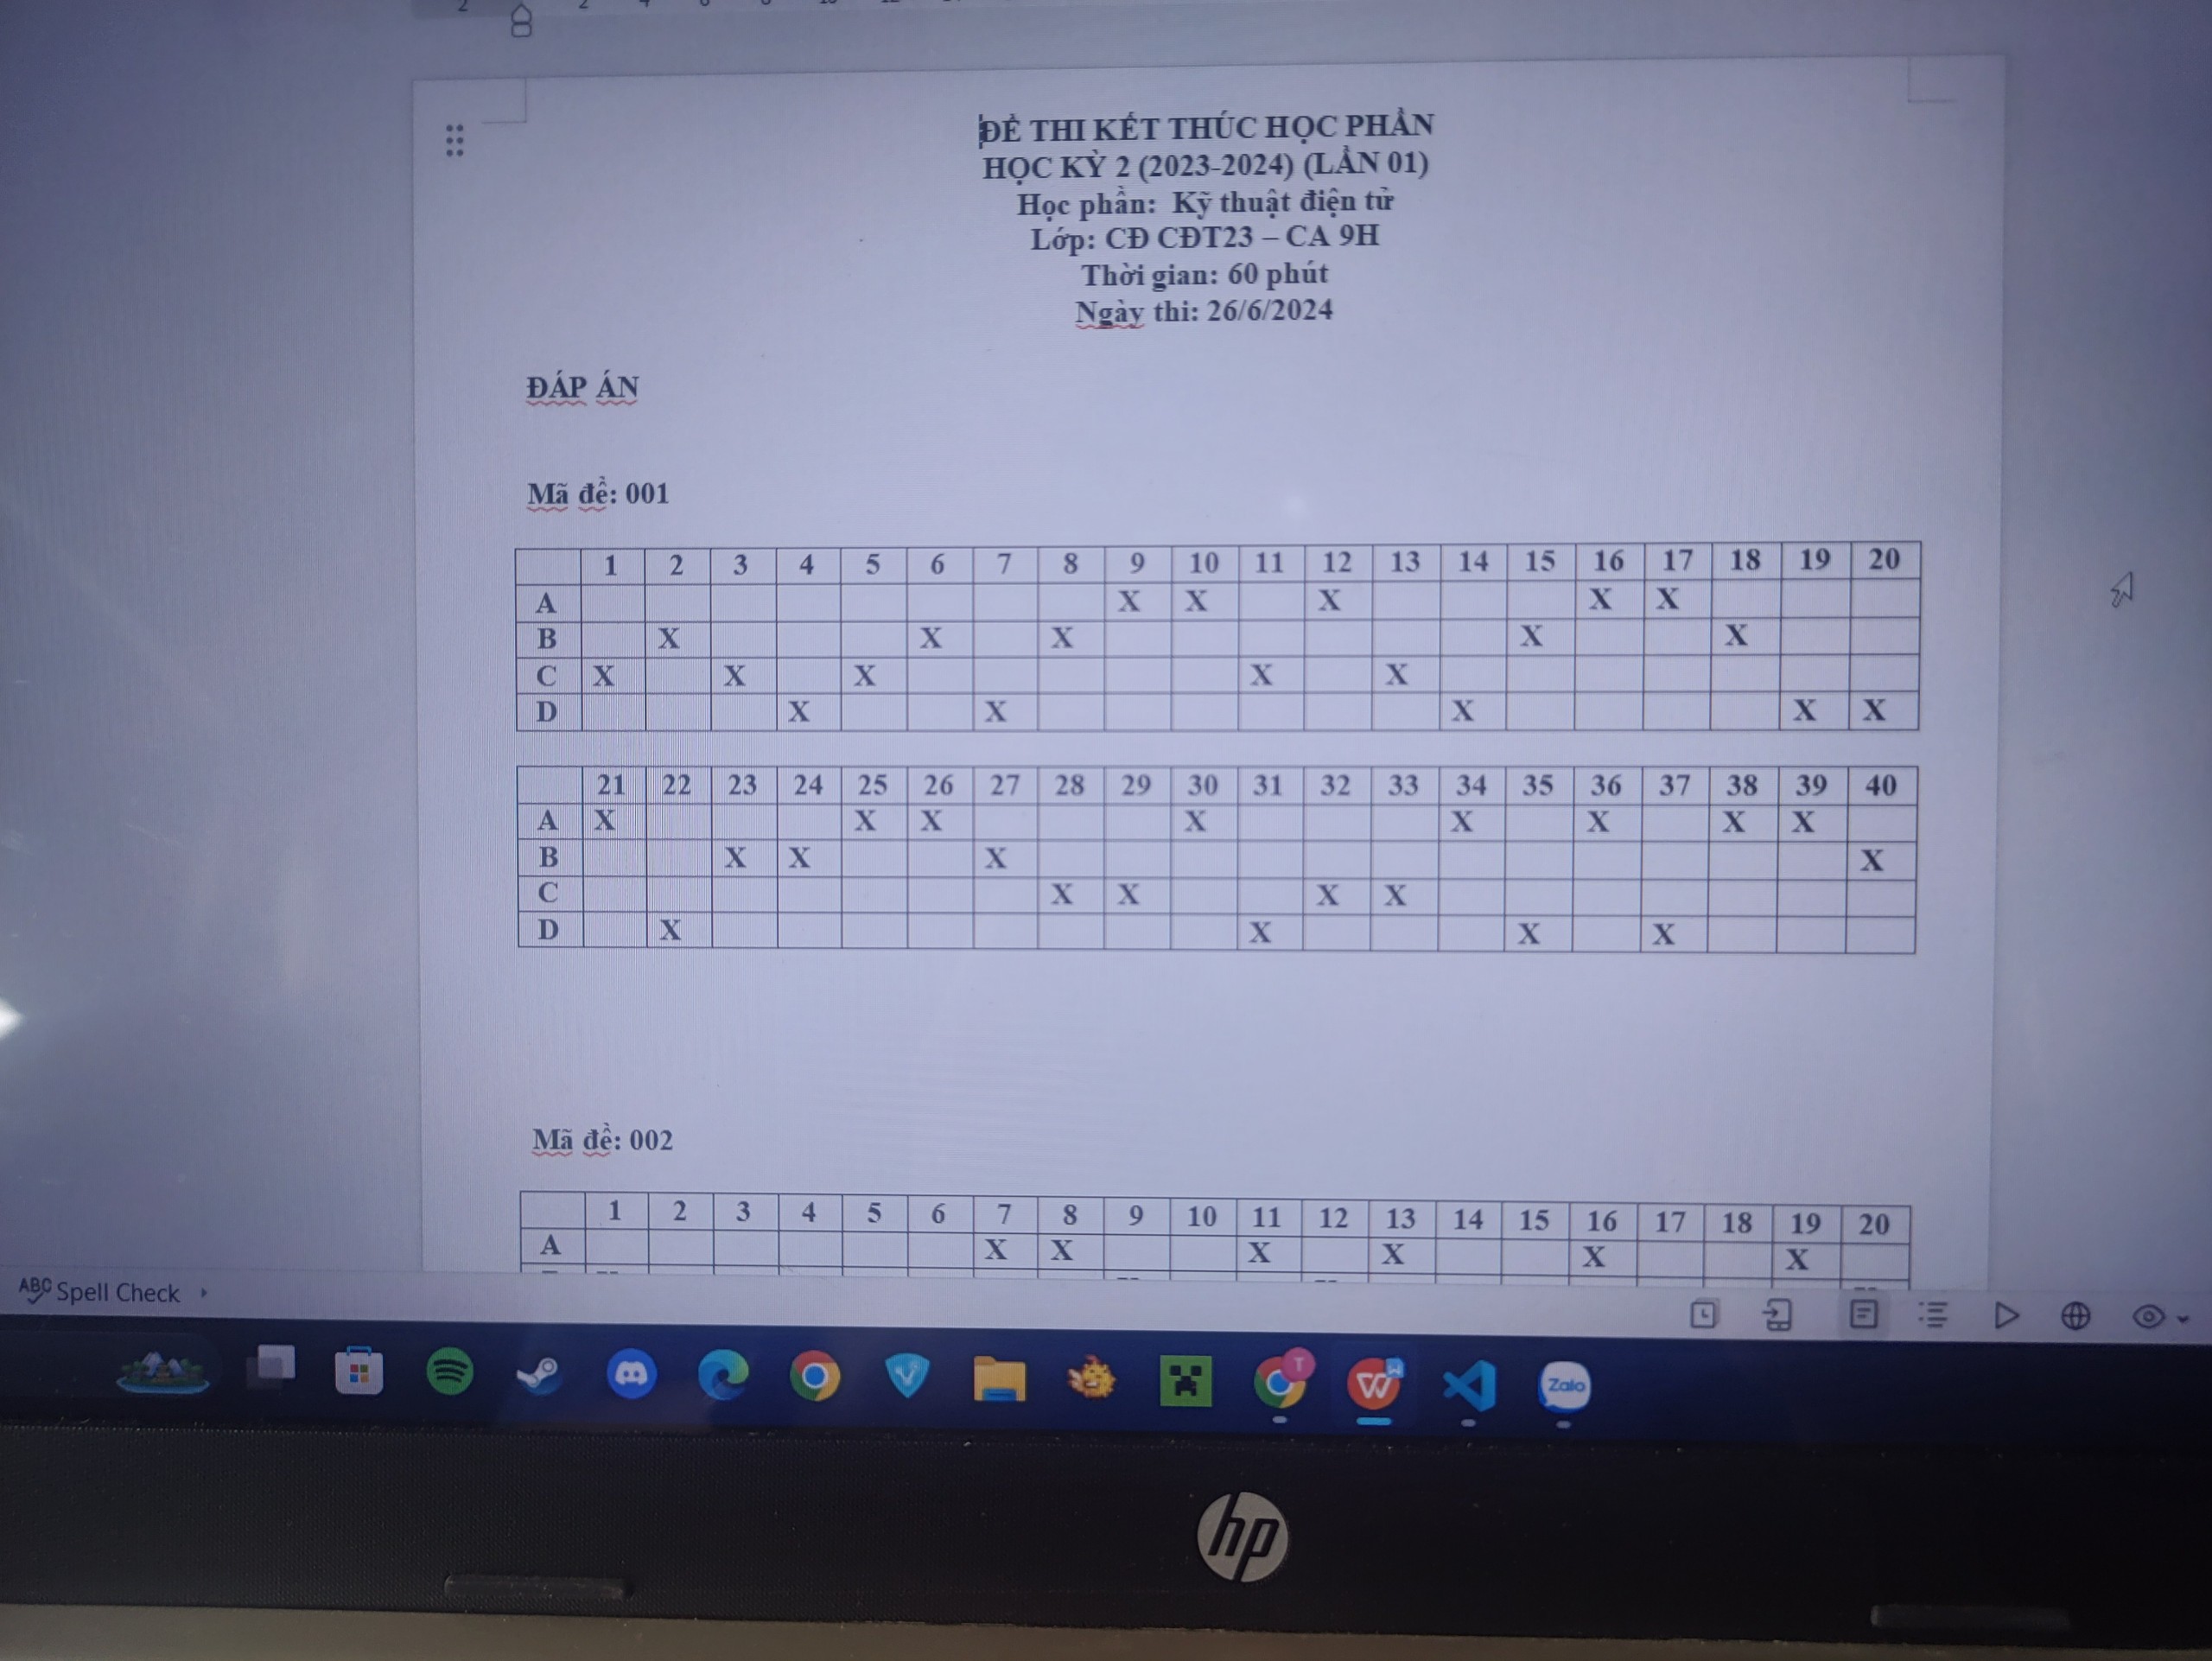 ĐỀ THI KẾT THÚC HỌC PHẦN
HỌC KỲ 2 (2023-2024) (LẦN 01)
Học phần: Kỹ thuật điện tử
Lớp: CĐ CĐT23 – CA 9H
Thời gian: 60 phút
Ngày thi: 26/6/2024
ĐÁP ÁN
Mã đề: 001
1 2 3 4 5 6 7 8 9 10 11 12 13 14 15 16 17 18 19 20
A X X X X X
B X X X X X
C X X X X X
D X X X X X
21 22 23 24 25 26 27 28 29 30 31 32 33 34 35 36 37 38 39 40
A X X X X X X X X
B X X X X
C X X X X
D X X X X
Mã đề: 002
1 2 3 4 5 6 7 8 9 10 11 12 13 14 15 16 17 18 19 20
A X X X X X X
ABC Spell Check
T
W
Zalo
hp